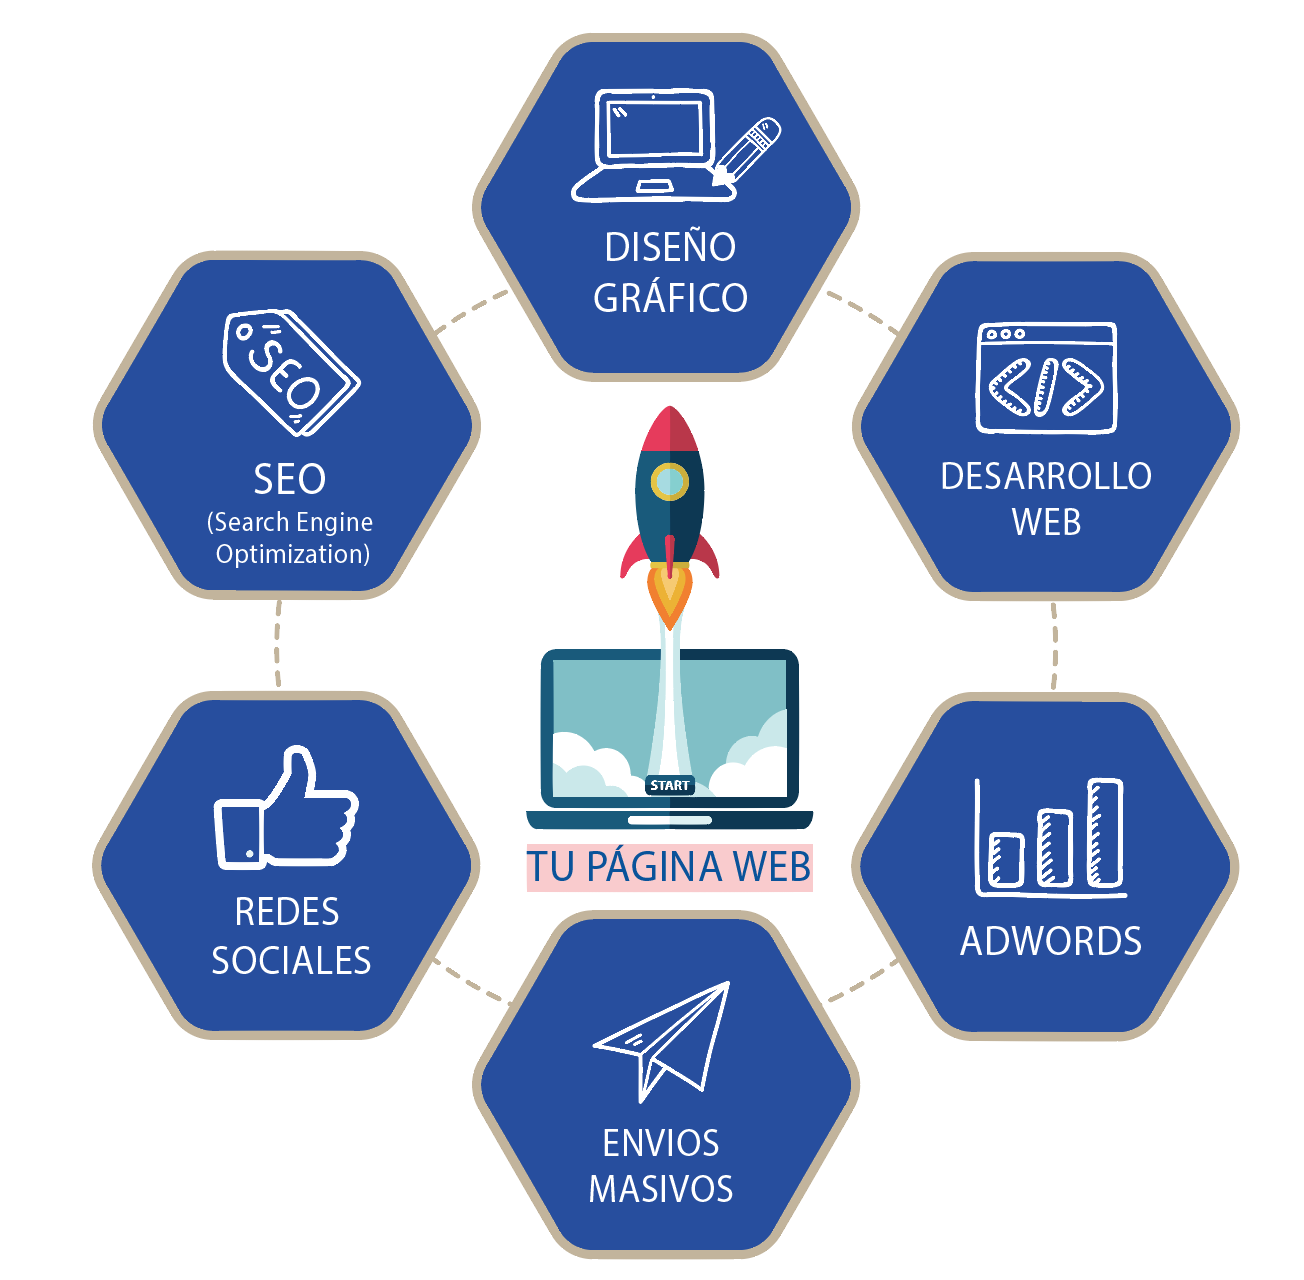 DISEÑO
GRÁFICO
SEO
SEO
(Search Engine
Optimization)
DESARROLLO
WEB
START
TU PÁGINA WEB
REDES
SOCIALES
ADWORDS
ENVIOS
MASIVOS